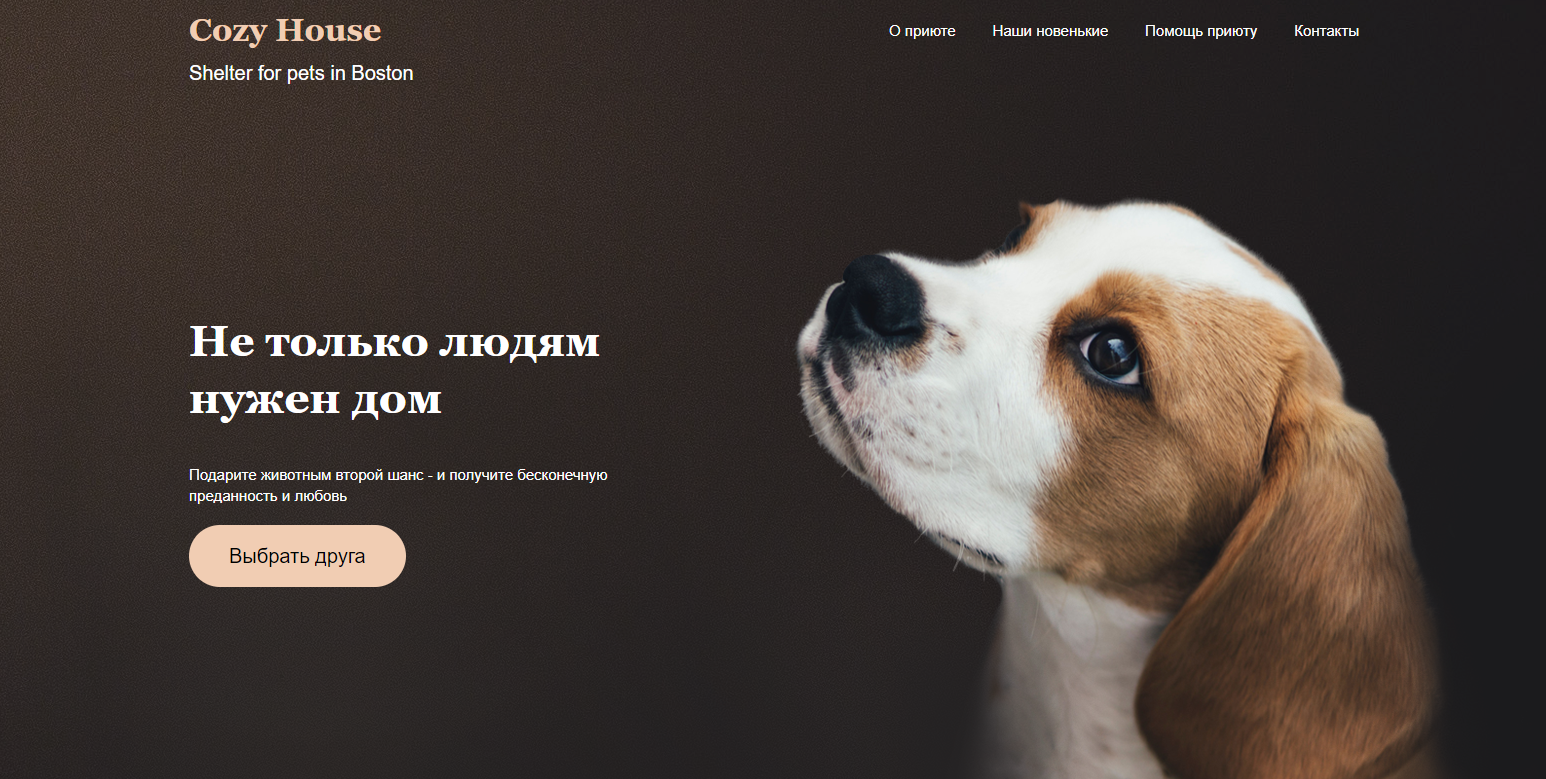 Cozy House
Shelter for pets in Boston
О приюте
Наши новенькие
Помощь приюту
Контакты
Не только людям
нужен дом
Подарите животным второй шанс - и получите бесконечную
преданность и любовь
Выбрать друга